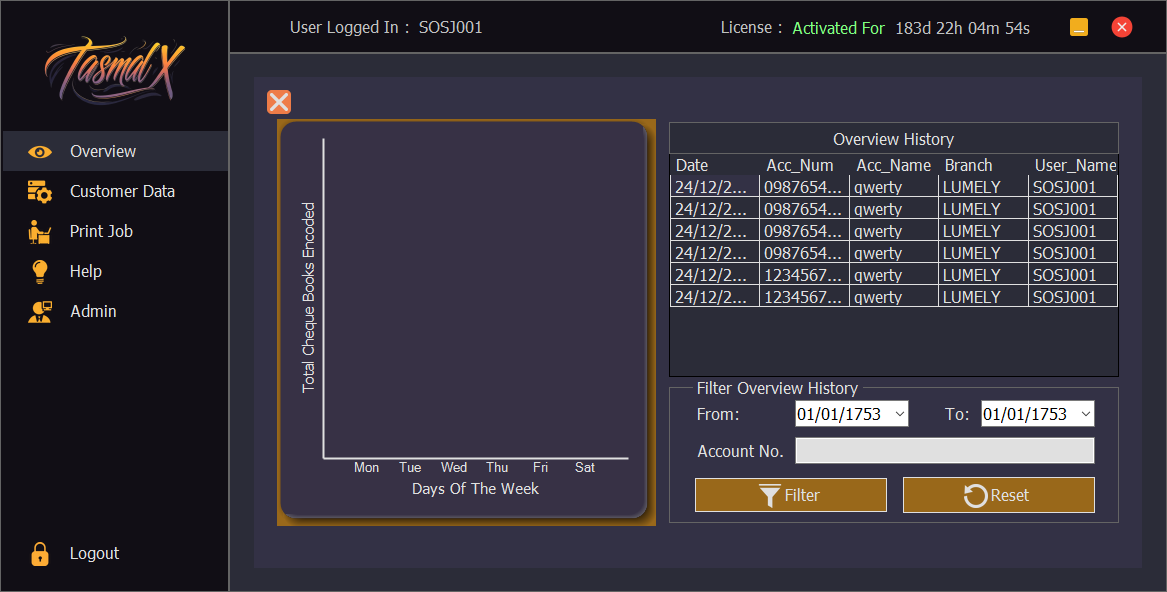 User Logged In : SOSJ001
License : Activated For 183d 22h 04m 54s
TasmdX
Overview
Customer Data
Print Job
Help
Admin
Logout
Total Cheque Books Encoded
Mon Tue Wed Thu Fri Sat
Days Of The Week
Overview History
Date Acc_Num Acc_Name Branch User_Name
24/12/2... 0987654... qwerty LUMELY SOSJ001
24/12/2... 0987654... qwerty LUMELY SOSJ001
24/12/2... 0987654... qwerty LUMELY SOSJ001
24/12/2... 0987654... qwerty LUMELY SOSJ001
24/12/2... 1234567... qwerty LUMELY SOSJ001
24/12/2... 1234567... qwerty LUMELY SOSJ001
Filter Overview History
From: 01/01/1753 To: 01/01/1753
Account No.
Filter Reset